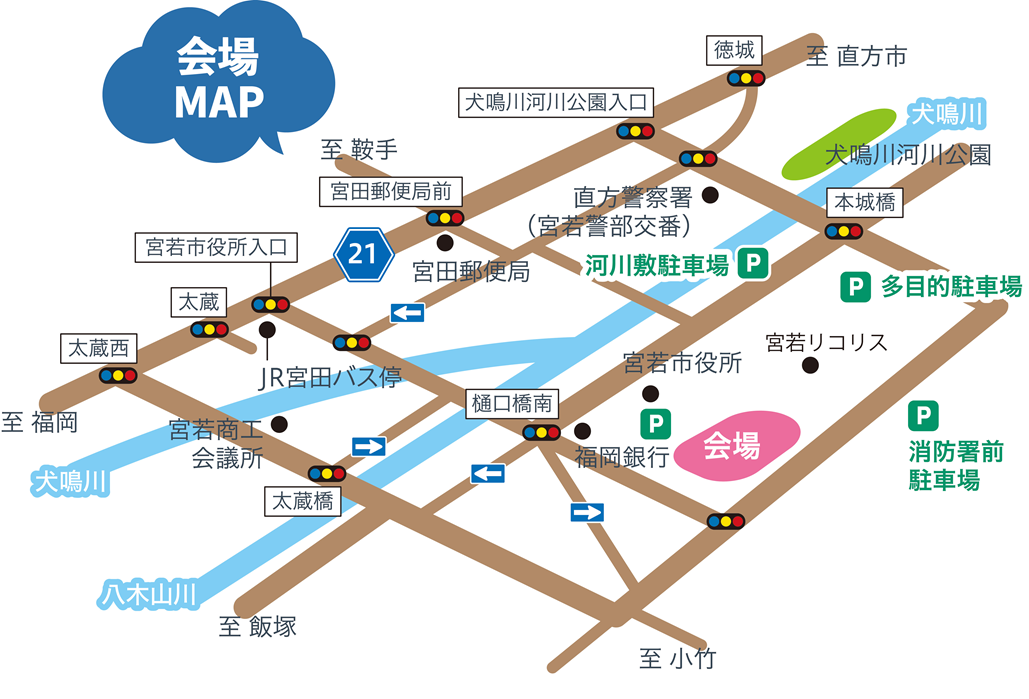 会場
MAP
徳城
至 直方市
犬鳴川河川公園入口
犬鳴川
至 鞍手
犬鳴川河川公園
宮田郵便局前
直方警察署
（宮若警部交番）
本城橋
宮若市役所入口
21
宮田郵便局
河川敷駐車場
P
P
多目的駐車場
太蔵
太蔵西
宮若リコリス
宮若市役所
JR宮田バス停
樋口橋南
至 福岡
宮若商工
会議所
P
会場
P
福岡銀行
消防署前
駐車場
犬鳴川
太蔵橋
八木山川
至 飯塚
至 小竹